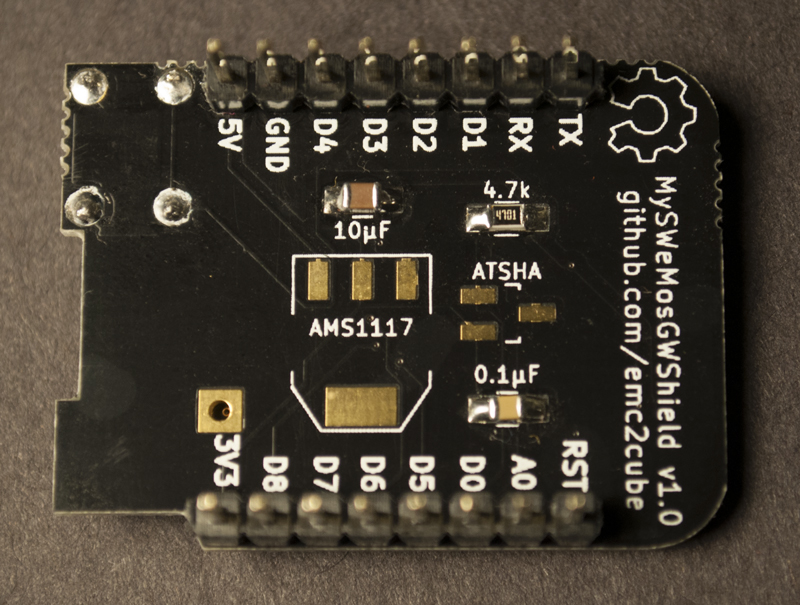 5V GND D4 D3 D2 D1 RX TX
4.7k
4701
10µF
ATSHA
AMS1117
0.1µF
3V3 D8 D7 D6 D5 D0 A0 RST
MySWeMosGWShield v1.0
github.com/emc2cube